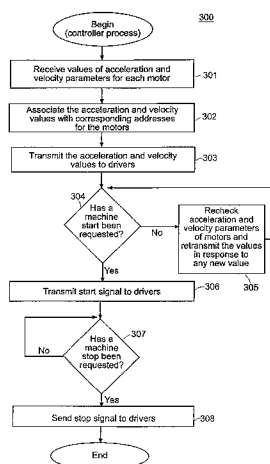 300
Begin
(controller process)
Receive values of acceleration and
velocity parameters for each motor
301
Associate the acceleration and velocity
values with corresponding addresses
for the motors
302
Transmit the acceleration and velocity
values to drivers
303
304
Has a
machine
start been
requested?
No
Recheck
acceleration and
velocity parameters
of motors and
retransmit the values
in response to
any new value
305
Yes
Transmit start signal to drivers
306
307
Has a
machine
stop been
requested?
No
Yes
Send stop signal to drivers
308
End